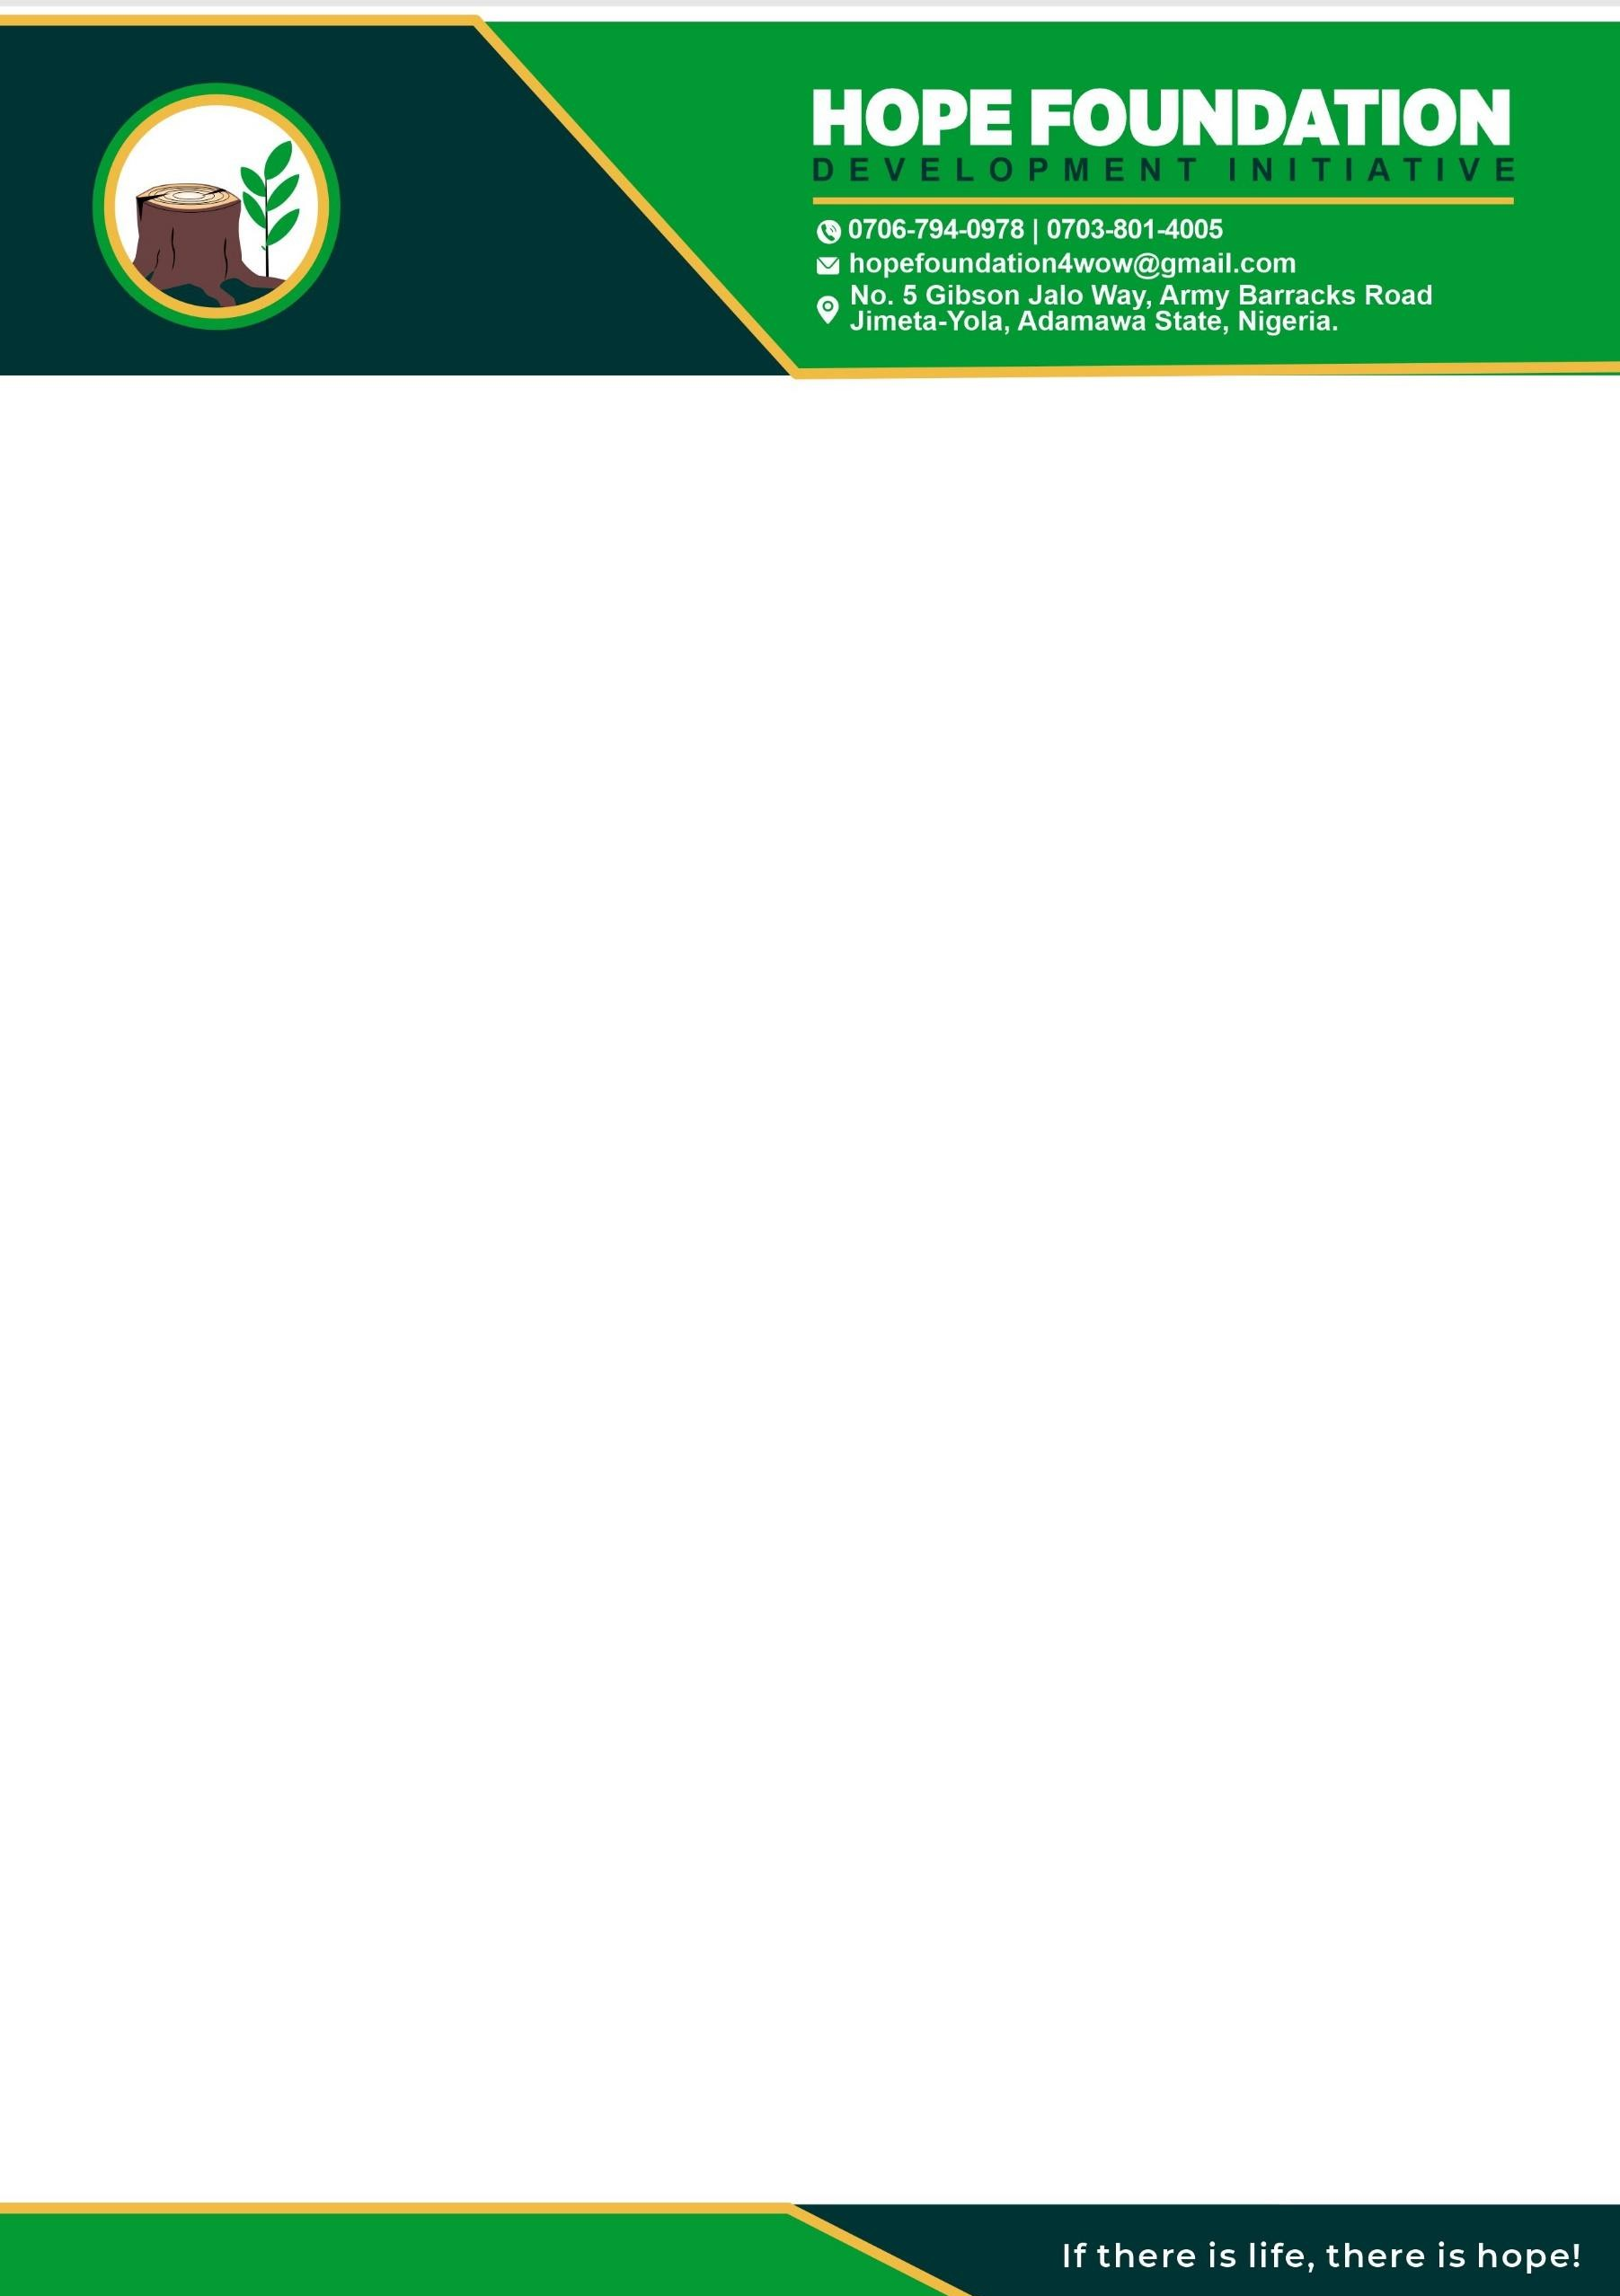 HOPE FOUNDATION
DEVELOPMENT INITIATIVE
0706-794-0978 | 0703-801-4005
hopefoundation4wow@gmail.com
No. 5 Gibson Jalo Way, Army Barracks Road
Jimeta-Yola, Adamawa State, Nigeria.
If there is life, there is hope!